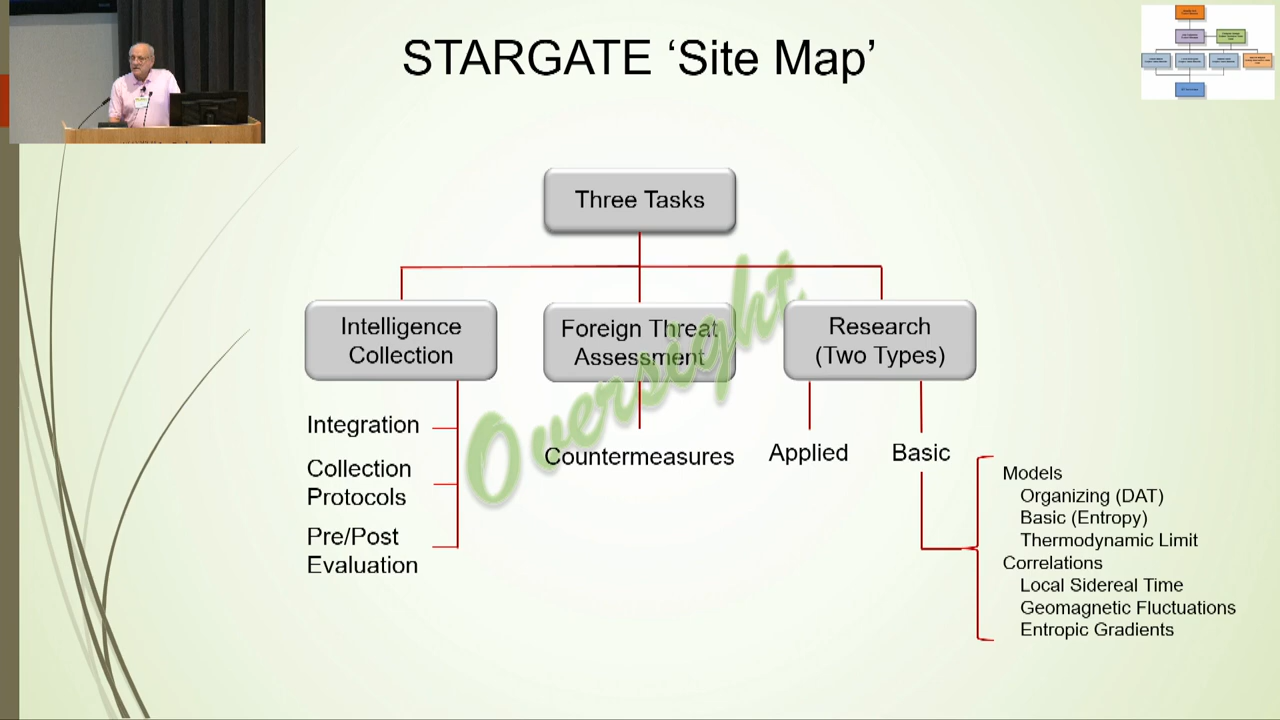 STARGATE ‘Site Map’
Three Tasks
Intelligence
Collection
Foreign Threat
Assessment
Research
(Two Types)
Oversight
Integration
Collection
Protocols
Pre/Post
Evaluation
Countermeasures
Applied
Basic
Models
Organizing (DAT)
Basic (Entropy)
Thermodynamic Limit
Correlations
Local Sidereal Time
Geomagnetic Fluctuations
Entropic Gradients